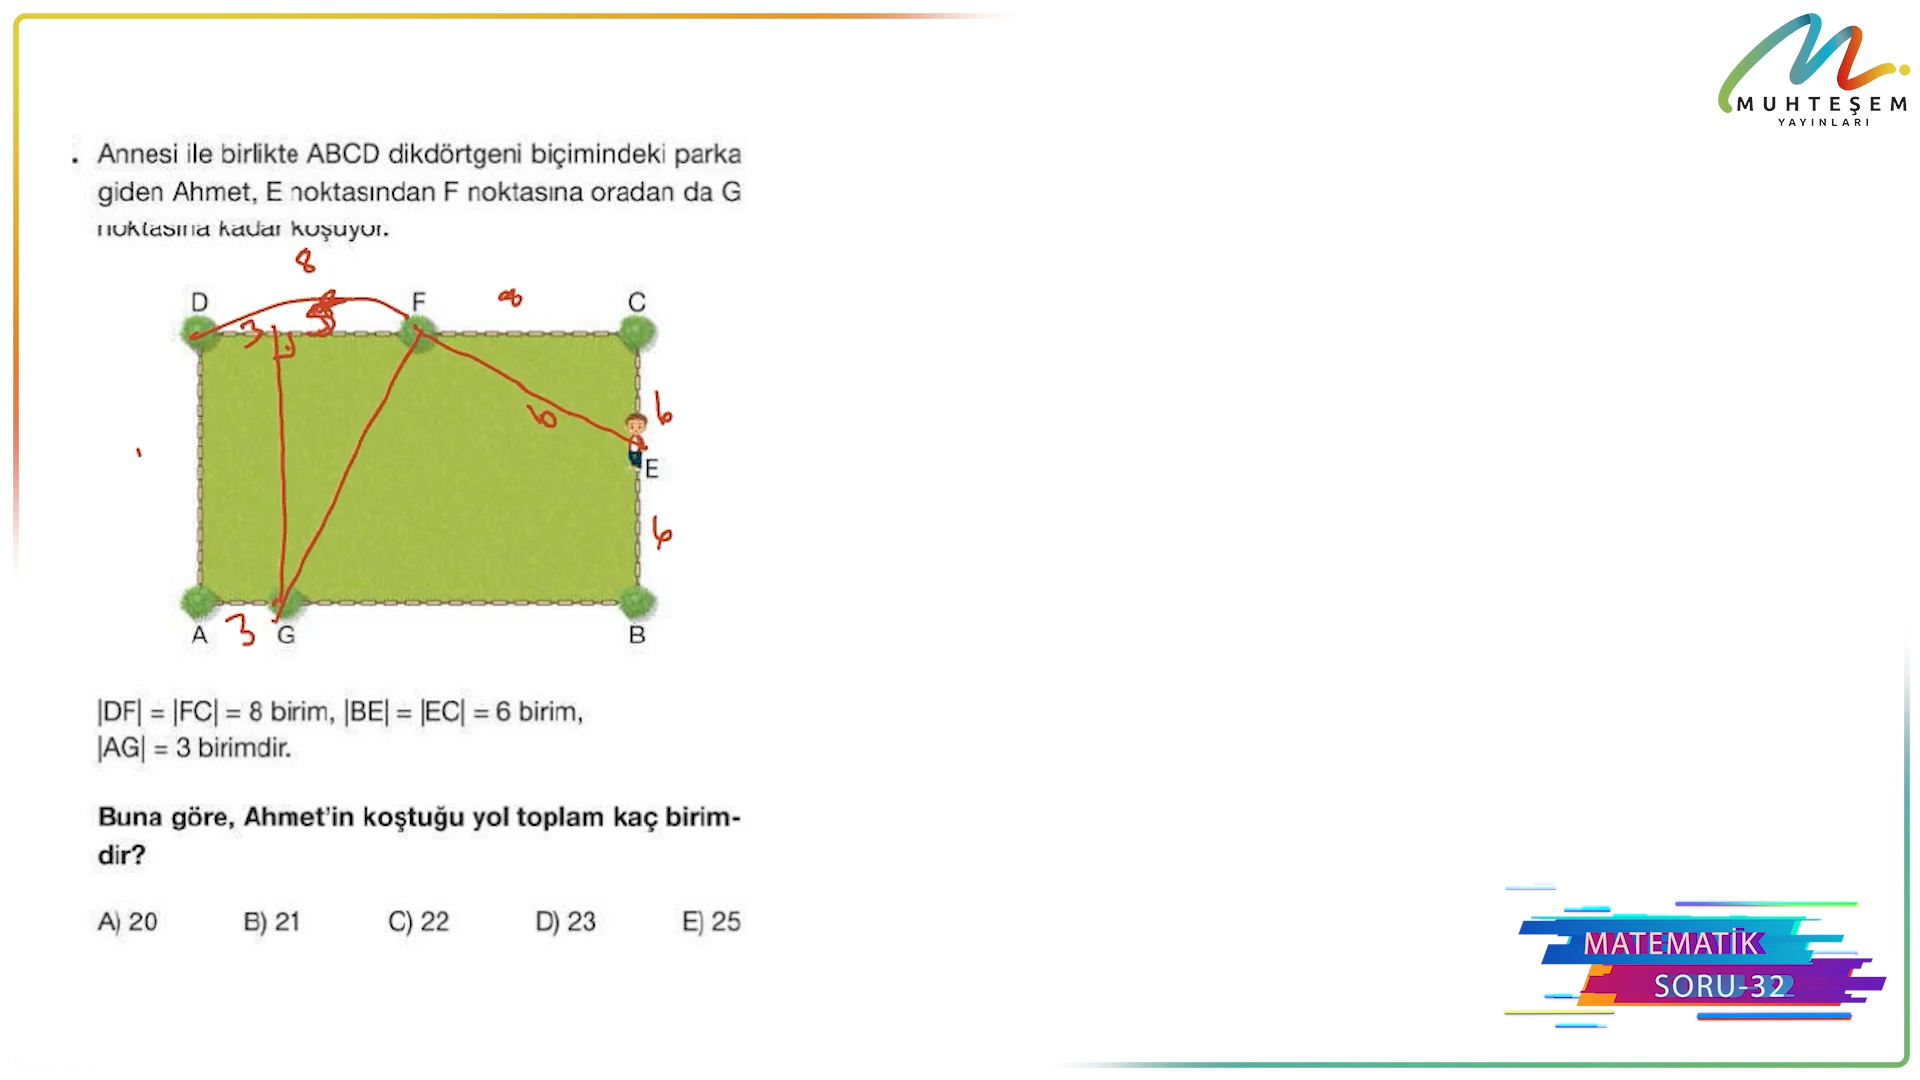 MUHTEŞEM
YAYINLARI
. Annesi ile birlikte ABCD dikdörtgeni biçimindeki parka
giden Ahmet, E noktasından F noktasına oradan da G
noktasına kadar koşuyor.
8
D F 8 C
3 5
10 6
E
6
A 3 G B
|DF| = |FC| = 8 birim, |BE| = |EC| = 6 birim,
|AG| = 3 birimdir.
Buna göre, Ahmet'in koştuğu yol toplam kaç birim-
dir?
A) 20 B) 21 C) 22 D) 23 E) 25
MATEMATİK
SORU-32